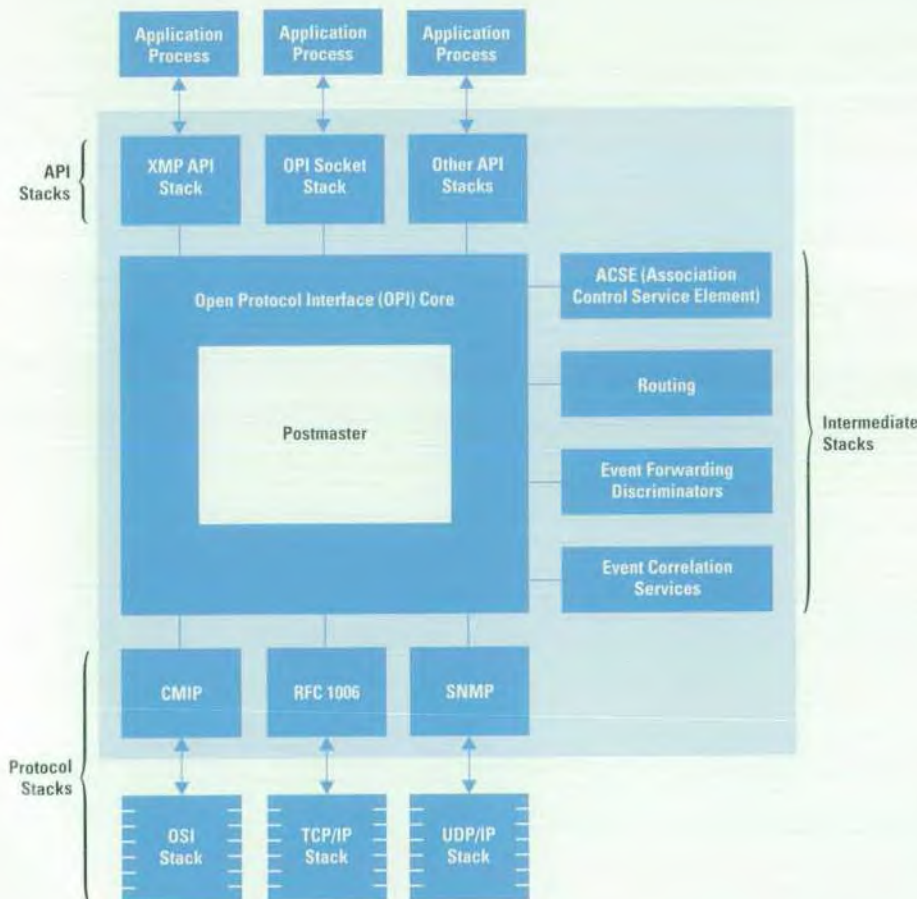 Application
Process
Application
Process
Application
Process
API
Stacks
XMP API
Stack
OPI Socket
Stack
Other API
Stacks
Open Protocol Interface (OPI) Core
Postmaster
ACSE (Association
Control Service Element)
Routing
Event Forwarding
Discriminators
Event Correlation
Services
Intermediate
Stacks
CMIP
RFC 1006
SNMP
Protocol
Stacks
OSI
Stack
TCP/IP
Stack
UDP/IP
Stack